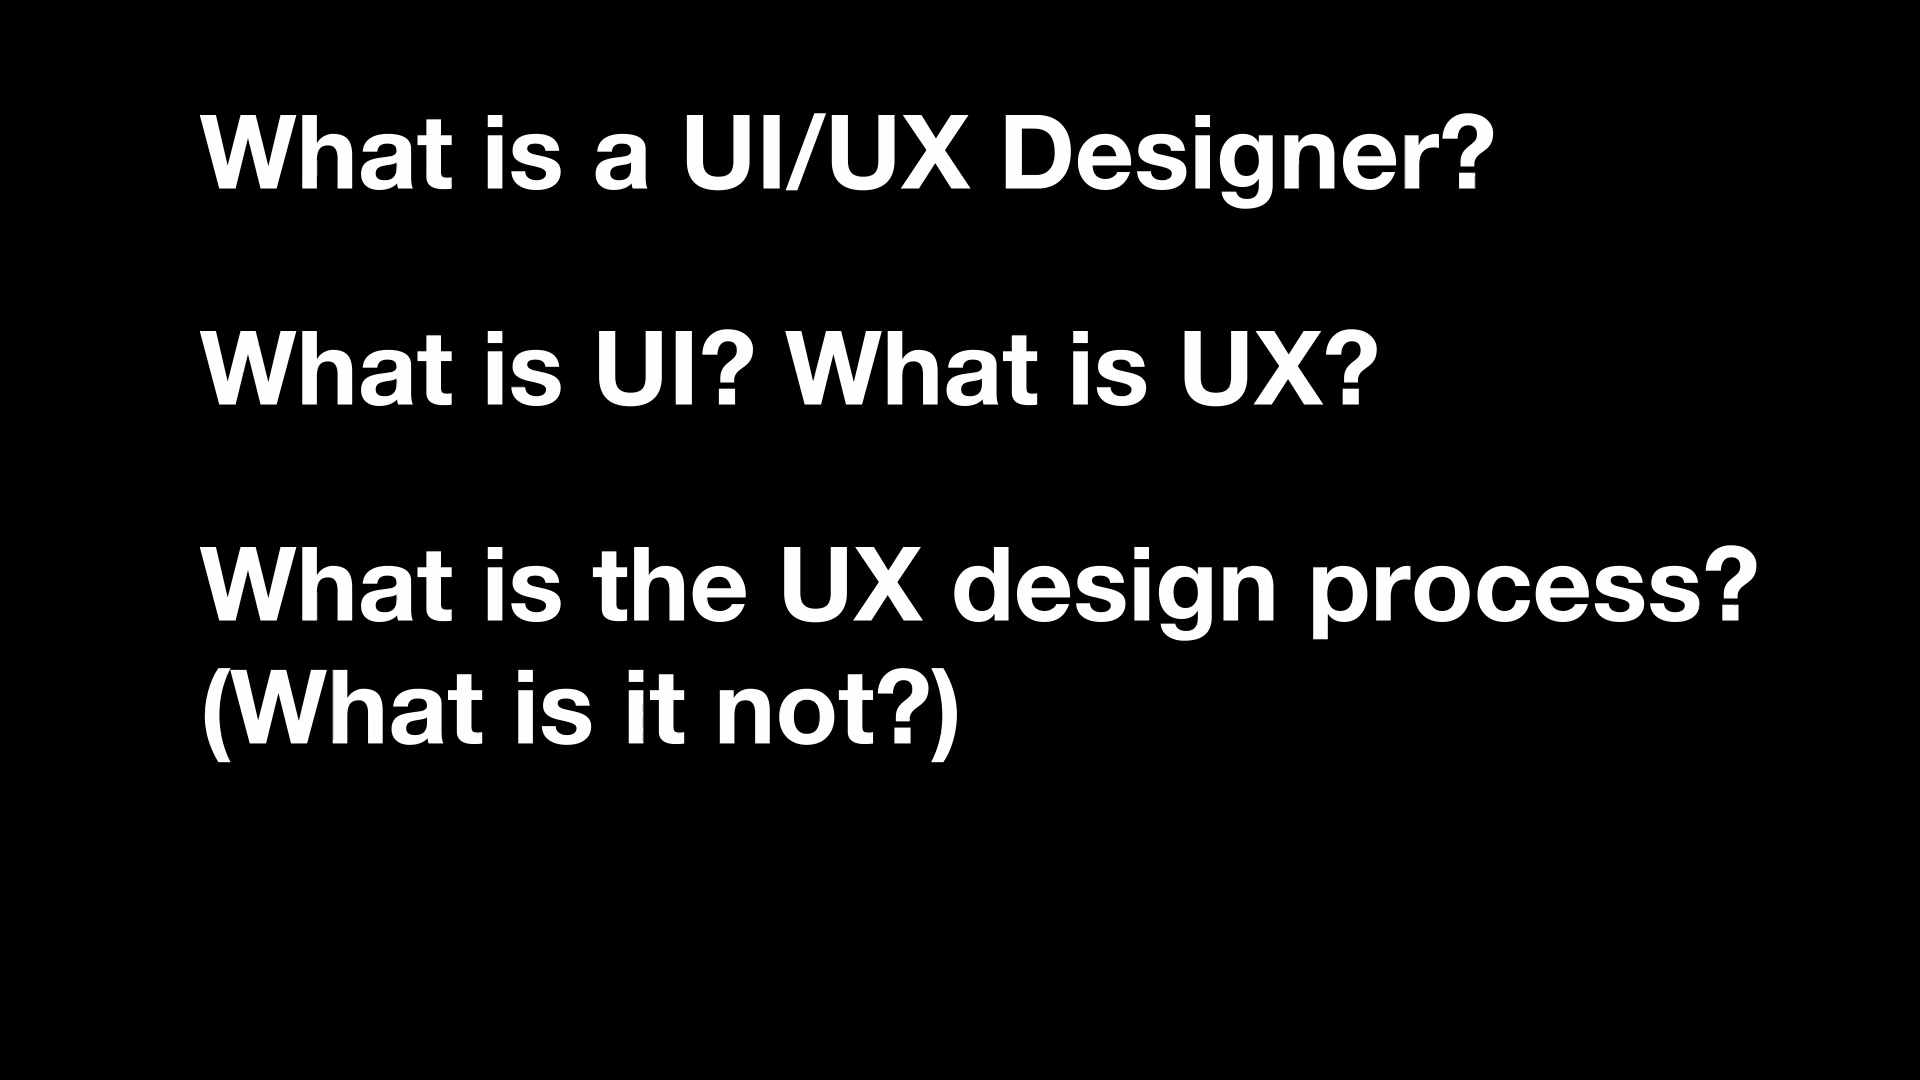 What is a UI/UX Designer?
What is UI? What is UX?
What is the UX design process?
(What is it not?)